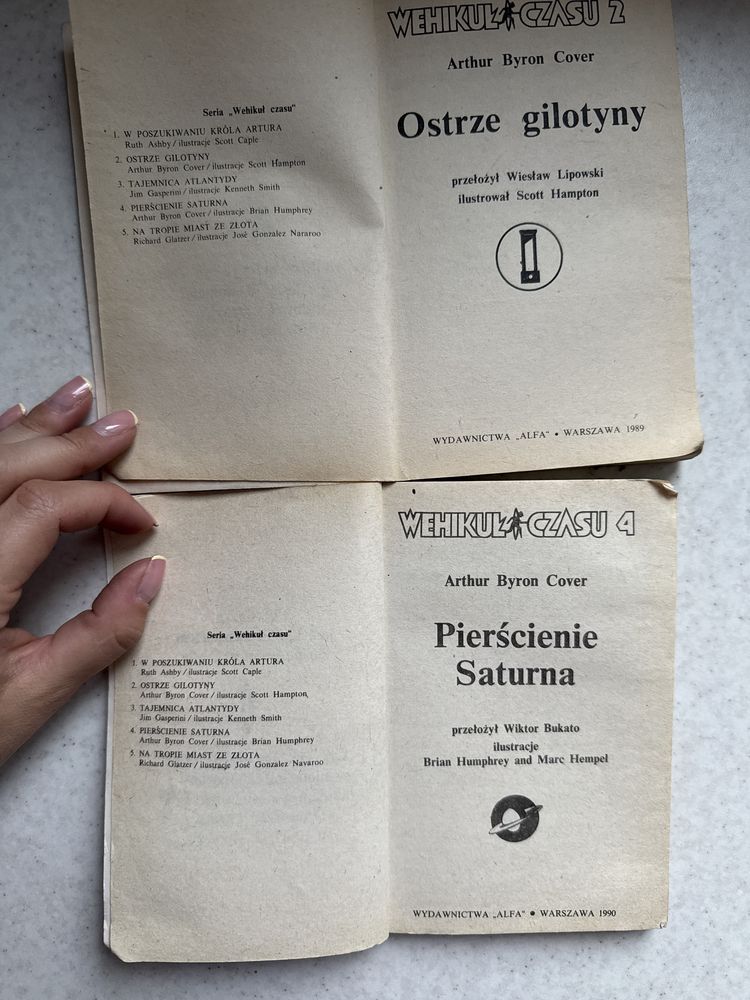 Seria „Wehikuł czasu"
1. W POSZUKIWANIU KRÓLA ARTURA
Ruth Ashby/ilustracje Scott Caple
2. OSTRZE GILOTYNY
Arthur Byron Cover/ilustracje Scott Hampton
3. TAJEMNICA ATLANTYDY
Jim Gasperini/ilustracje Kenneth Smith
4. PIERŚCIENIE SATURNA
Arthur Byron Cover/ilustracje Brian Humphrey
5. NA TROPIE MIAST ZE ZŁOTA
Richard Glatzer/ilustracje José Gonzalez Nararoo
WEHIKUŁ CZASU 2
Arthur Byron Cover
Ostrze gilotyny
przełożył Wiesław Lipowski
ilustrował Scott Hampton
WYDAWNICTWA „ALFA" • WARSZAWA 1989
Seria „Wehikuł czasu"
1. W POSZUKIWANIU KRÓLA ARTURA
Ruth Ashby/ilustracje Scott Caple
2. OSTRZE GILOTYNY
Arthur Byron Cover/ilustracje Scott Hampton
3. TAJEMNICA ATLANTYDY
Jim Gasperini/ilustracje Kenneth Smith
4. PIERŚCIENIE SATURNA
Arthur Byron Cover/ilustracje Brian Humphrey
5. NA TROPIE MIAST ZE ZŁOTA
Richard Glatzer/ilustracje José Gonzalez Navaroo
WEHIKUŁ CZASU 4
Arthur Byron Cover
Pierścienie
Saturna
przełożył Wiktor Bukato
ilustracje
Brian Humphrey and Marc Hempel
WYDAWNICTWA „ALFA" • WARSZAWA 1990